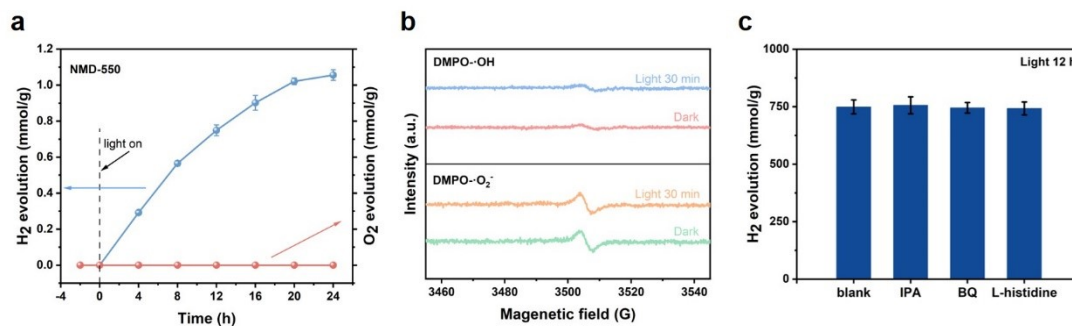 a
NMD-550
light on
H2 evolution (mmol/g)
1.2
1.0
0.8
0.6
0.4
0.2
0.0
O2 evolution (mmol/g)
-4 0 4 8 12 16 20 24
Time (h)
b
DMPO-·OH
Light 30 min
Dark
DMPO-·O2-
Light 30 min
Dark
Intensity (a.u.)
3460 3480 3500 3520 3540
Magenetic field (G)
c
Light 12 h
H2 evolution (mmol/g)
1000
750
500
250
0
blank IPA BQ L-histidine